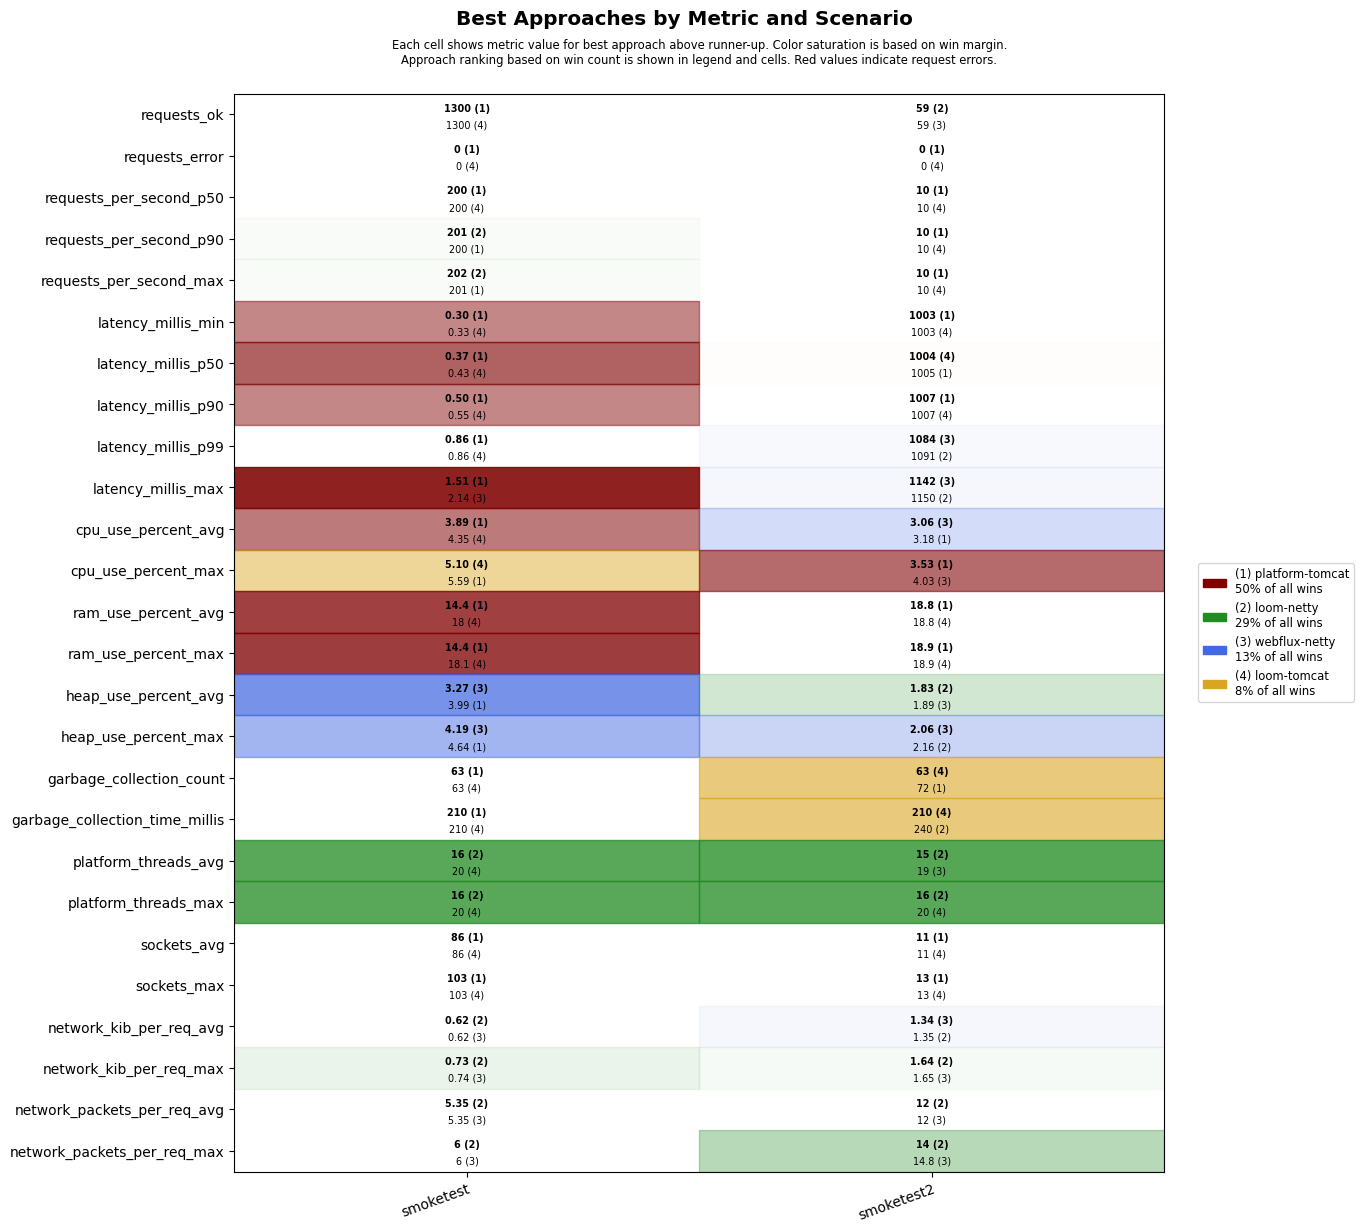 Best Approaches by Metric and Scenario
Each cell shows metric value for best approach above runner-up. Color saturation is based on win margin.
Approach ranking based on win count is shown in legend and cells. Red values indicate request errors.
requests_ok
1300 (1)
1300 (4)
59 (2)
59 (3)
requests_error
0 (1)
0 (4)
0 (1)
0 (4)
requests_per_second_p50
200 (1)
200 (4)
10 (1)
10 (4)
requests_per_second_p90
201 (2)
200 (1)
10 (1)
10 (4)
requests_per_second_max
202 (2)
201 (1)
10 (1)
10 (4)
latency_millis_min
0.30 (1)
0.33 (4)
1003 (1)
1003 (4)
latency_millis_p50
0.37 (1)
0.43 (4)
1004 (4)
1005 (1)
latency_millis_p90
0.50 (1)
0.55 (4)
1007 (1)
1007 (4)
latency_millis_p99
0.86 (1)
0.86 (4)
1084 (3)
1091 (2)
latency_millis_max
1.51 (1)
2.14 (3)
1142 (3)
1150 (2)
cpu_use_percent_avg
3.89 (1)
4.35 (4)
3.06 (3)
3.18 (1)
cpu_use_percent_max
5.10 (4)
5.59 (1)
3.53 (1)
4.03 (3)
ram_use_percent_avg
14.4 (1)
18 (4)
18.8 (1)
18.8 (4)
ram_use_percent_max
14.4 (1)
18.1 (4)
18.9 (1)
18.9 (4)
heap_use_percent_avg
3.27 (3)
3.99 (1)
1.83 (2)
1.89 (3)
heap_use_percent_max
4.19 (3)
4.64 (1)
2.06 (3)
2.16 (2)
garbage_collection_count
63 (1)
63 (4)
63 (4)
72 (1)
garbage_collection_time_millis
210 (1)
210 (4)
210 (4)
240 (2)
platform_threads_avg
16 (2)
20 (4)
15 (2)
19 (3)
platform_threads_max
16 (2)
20 (4)
16 (2)
20 (4)
sockets_avg
86 (1)
86 (4)
11 (1)
11 (4)
sockets_max
103 (1)
103 (4)
13 (1)
13 (4)
network_kib_per_req_avg
0.62 (2)
0.62 (3)
1.34 (3)
1.35 (2)
network_kib_per_req_max
0.73 (2)
0.74 (3)
1.64 (2)
1.65 (3)
network_packets_per_req_avg
5.35 (2)
5.35 (3)
12 (2)
12 (3)
network_packets_per_req_max
6 (2)
6 (3)
14 (2)
14.8 (3)
smoketest
smoketest2
(1) platform-tomcat
50% of all wins
(2) loom-netty
29% of all wins
(3) webflux-netty
13% of all wins
(4) loom-tomcat
8% of all wins